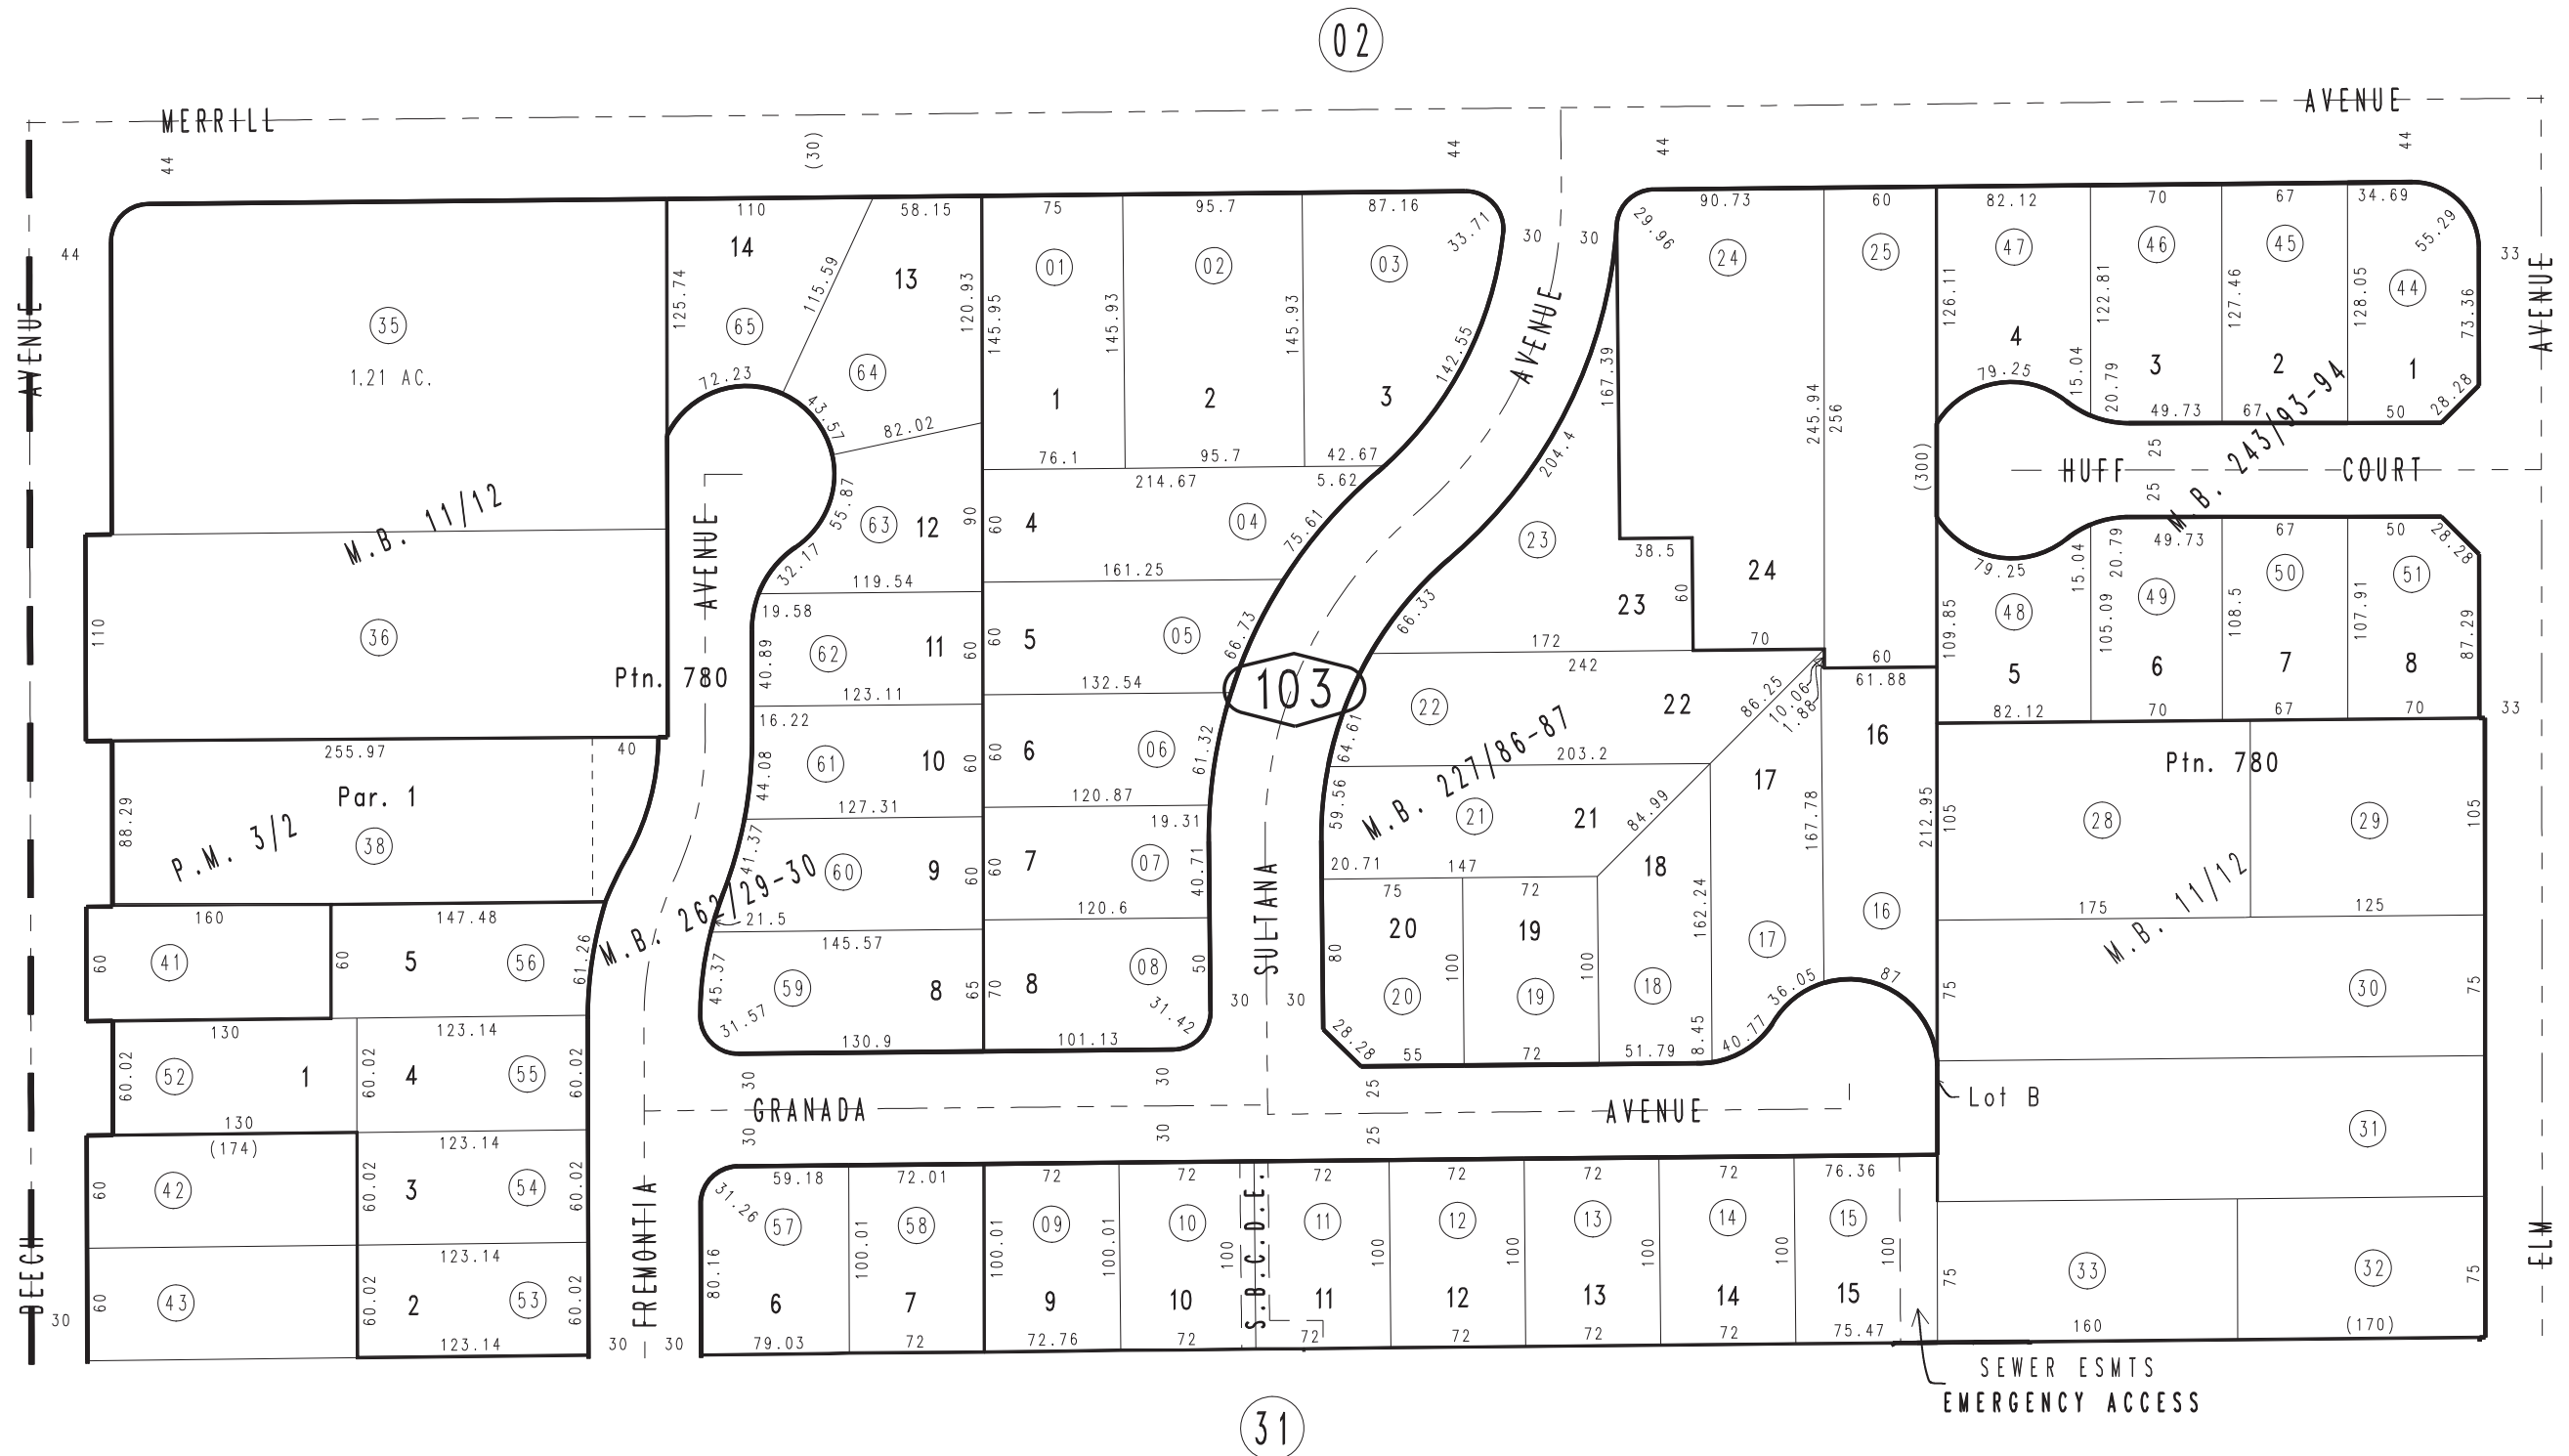 02
MERRILL AVENUE
44 (30) 44 44 44
110 58.15 75 95.7 87.16 90.73 60 82.12 70 67 34.69
44 33.71 30 30 29.96 55.29 33
14 13 01 02 03 24 25 47 46 45 44
35 125.74 115.59 120.93 145.95 145.93 145.93 126.11 122.81 127.46 128.05 73.36
1.21 AC.
65 64 142.55 167.39 245.94 256
AVENUE AVENUE AVENUE
72.23 43.57 82.02 1 2 3 4 3 2 1
79.25 15.04 20.79 49.73 67 50 28.28
76.1 95.7 42.67 204.4
214.67 5.62 (300) 25 HUFF COURT 25
M.B. 243/93-94
M.B. 11/12
AVENUE 55.87 63 12 90 60 4 04 75.61 23 38.5 24
32.17 119.54 161.25 66.33 23 60
79.25 15.04 20.79 49.73 67 50 28.28
109.85 48 105.09 49 108.5 50 107.91 51 87.29
110 36 19.58 40.89 62 11 60 60 5 05 66.73 172 70
5 6 7 8
Ptn. 780 123.11 132.54 103 242 60 61.88
82.12 70 67 70 33
16.22 44.08 61 10 60 60 6 06 61.32 22 22 64.61 86.25 10.06 1.88 16
255.97 40 127.31 120.87 203.2 Ptn. 780
Par. 1 88.29 P.M. 3/2 38
M.B. 227/86-87
41.37 60 9 60 60 7 07 19.31 40.71 59.56 21 21 84.99 17 167.78 212.95 105 28 29 105
M.B. 262/29-30
21.5 145.57 120.6 20.71 147 18 175 125
M.B. 11/12
160 147.48 75 72
60 41 60 5 56 61.26 45.37 59 8 65 70 8 08 50 SULTANA 80 20 20 100 19 19 100 18 162.24 17 16 75 30 75
31.57 130.9 101.13 31.42 30 30 28.28 55 72 51.79 8.45 40.77 36.05 87
130 123.14
60.02 52 1 60.02 4 55 60.02
130 123.14
30 30 25 Lot B
GRANADA AVENUE
30 30 25 31
(174)
60 42 60.02 3 54 60.02
123.14
59.18 72.01 72 72 72 72 72 72 76.36
31.26 57 58 09 10 11 12 13 14 15
80.16 100.01 100.01 100.01 100 100 100 100 100 100
60 43 60.02 2 53 60.02 6 7 9 10 S.B.C.D.E. 11 12 13 14 15 75 33 32 75
BEECH FREMONTIA ELM
30 123.14 30 30 79.03 72 72.76 72 72 72 72 72 75.47 160 (170)
SEWER ESMTS
EMERGENCY ACCESS
31